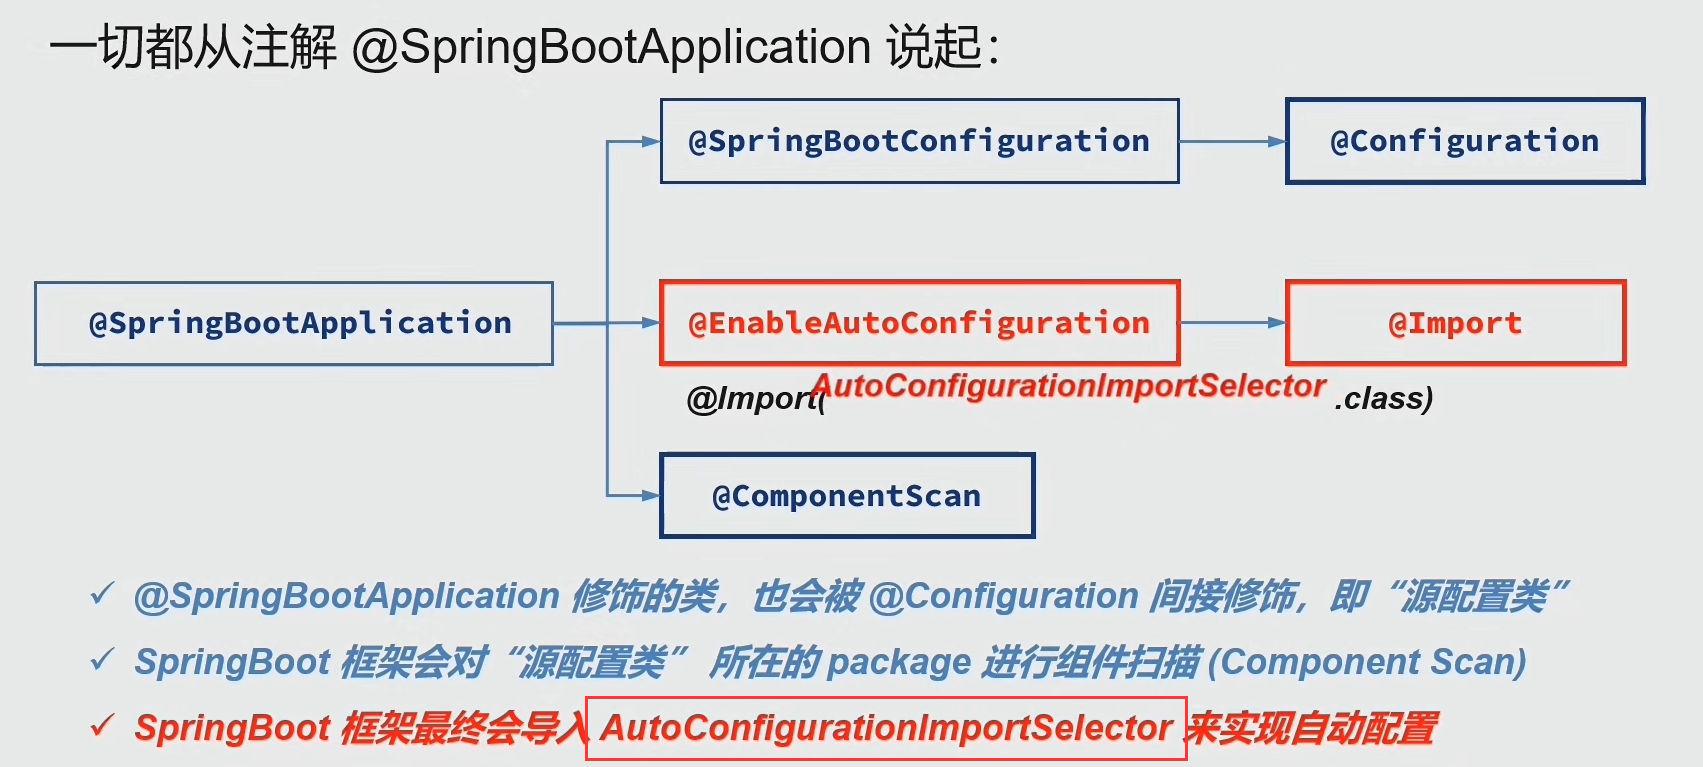 一切都从注解 @SpringBootApplication 说起：
@SpringBootConfiguration
@Configuration
@SpringBootApplication
@EnableAutoConfiguration
@Import
@Import( AutoConfigurationImportSelector .class)
@ComponentScan
✓ @SpringBootApplication 修饰的类，也会被 @Configuration 间接修饰，即“源配置类”
✓ SpringBoot 框架会对“源配置类” 所在的 package 进行组件扫描 (Component Scan)
✓ SpringBoot 框架最终会导入 AutoConfigurationImportSelector 来实现自动配置